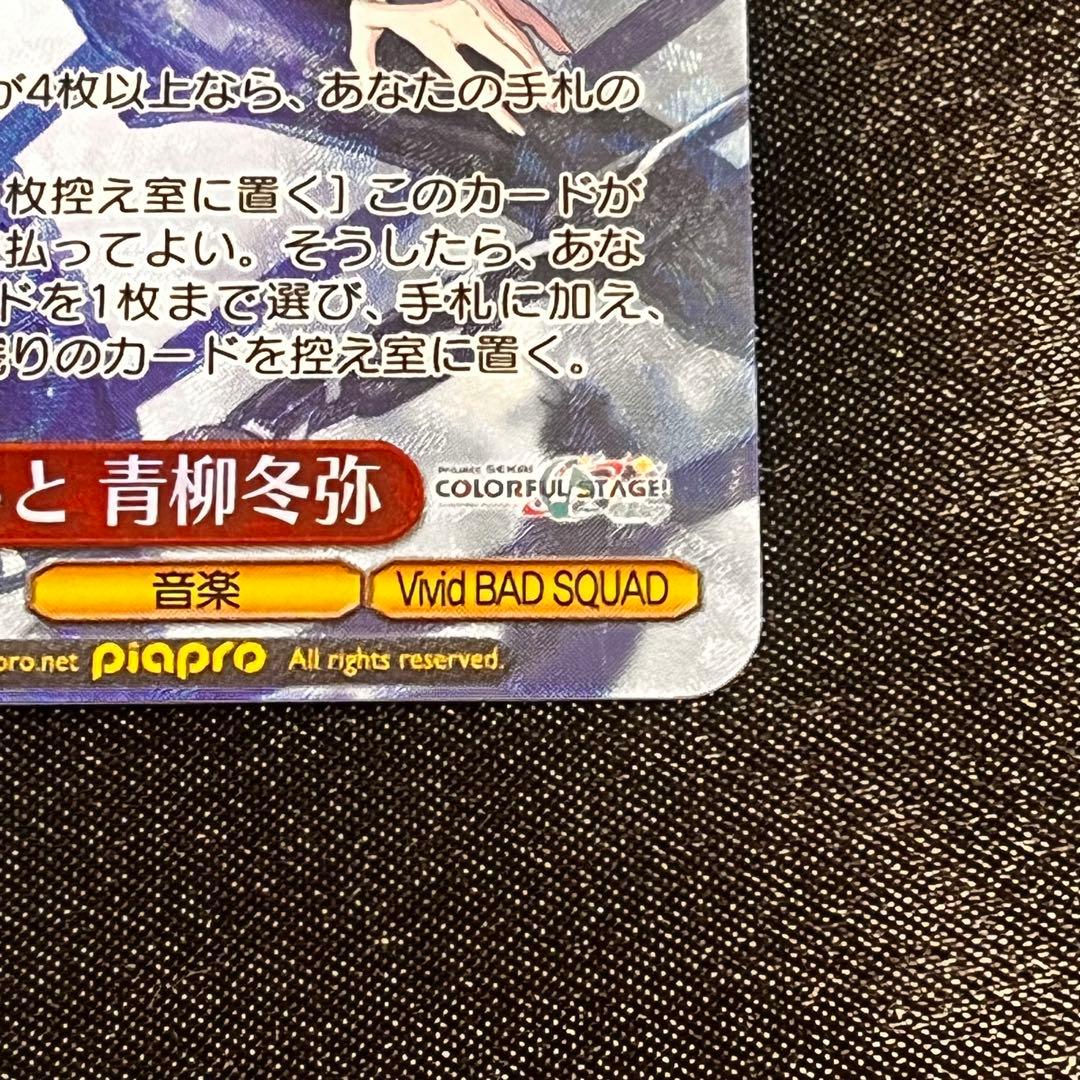 が4枚以上なら、あなたの手札の
枚控え室に置く］このカードが
払ってよい。そうしたら、あな
ドを1枚まで選び、手札に加え、
りのカードを控え室に置く。
と 青柳冬弥
PROJECT SEKAI
COLORFUL STAGE!
音楽
Vivid BAD SQUAD
pro.net piapro All rights reserved.